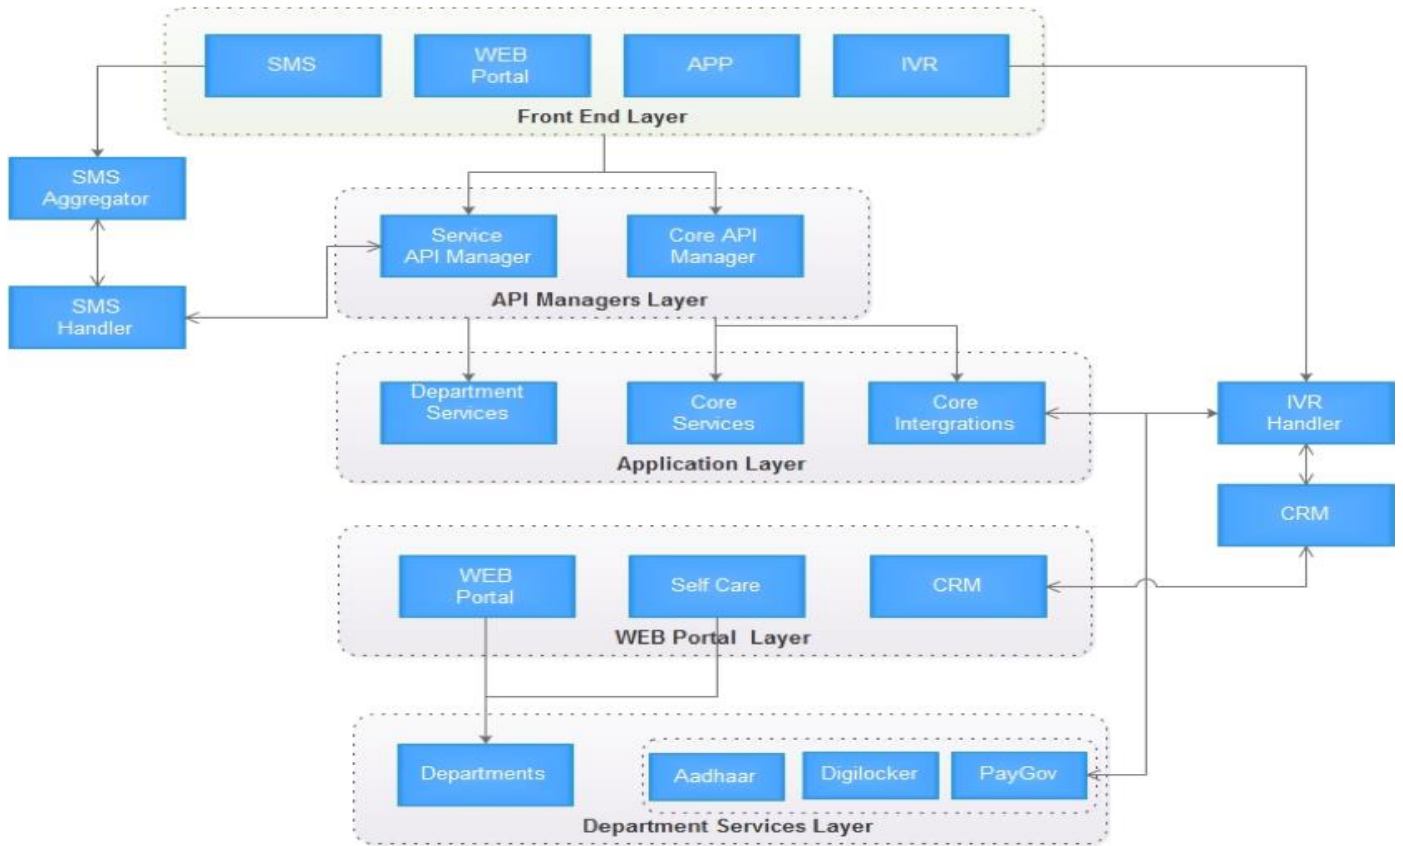 SMS
WEB
Portal
APP
IVR
Front End Layer
SMS
Aggregator
Service
API Manager
Core API
Manager
API Managers Layer
SMS
Handler
Department
Services
Core
Services
Core
Intergrations
IVR
Handler
Application Layer
CRM
WEB
Portal
Self Care
CRM
WEB Portal Layer
Departments
Aadhaar
Digilocker
PayGov
Department Services Layer